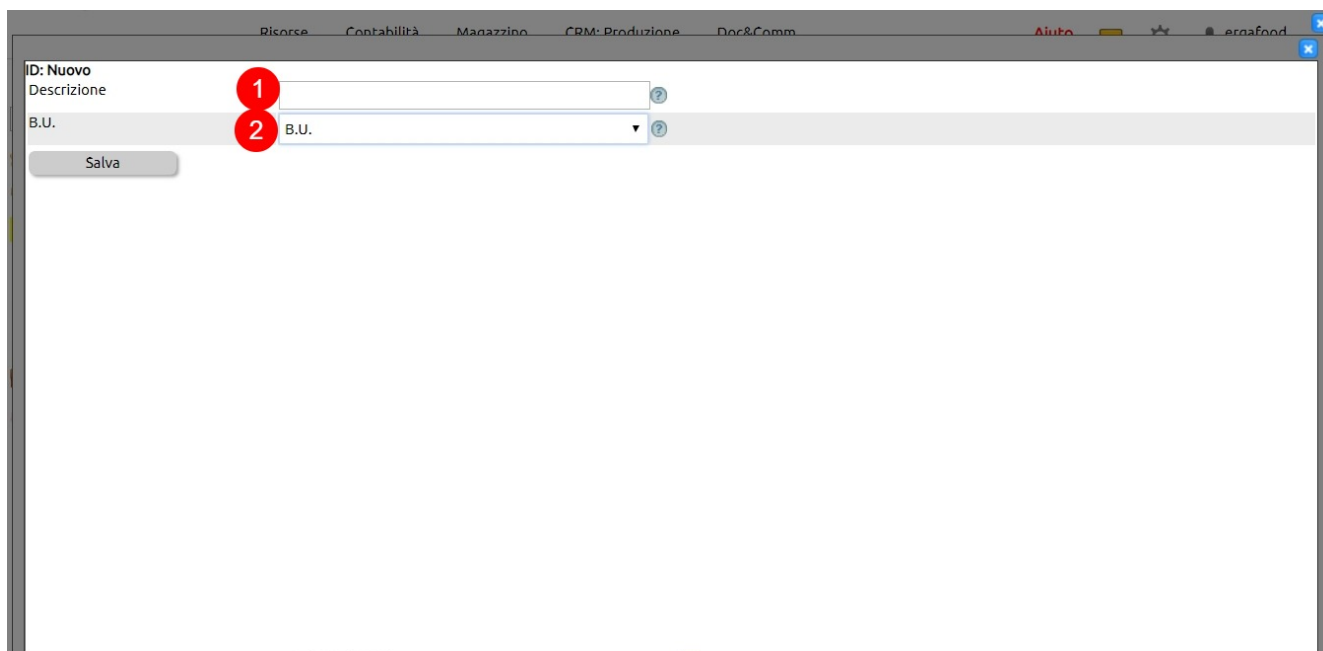 Risorse Contabilità Magazzino CRM: Produzione Doc&Comm Aiuto ergafood
ID: Nuovo
Descrizione 1 ?
B.U. 2 B.U. ?
Salva